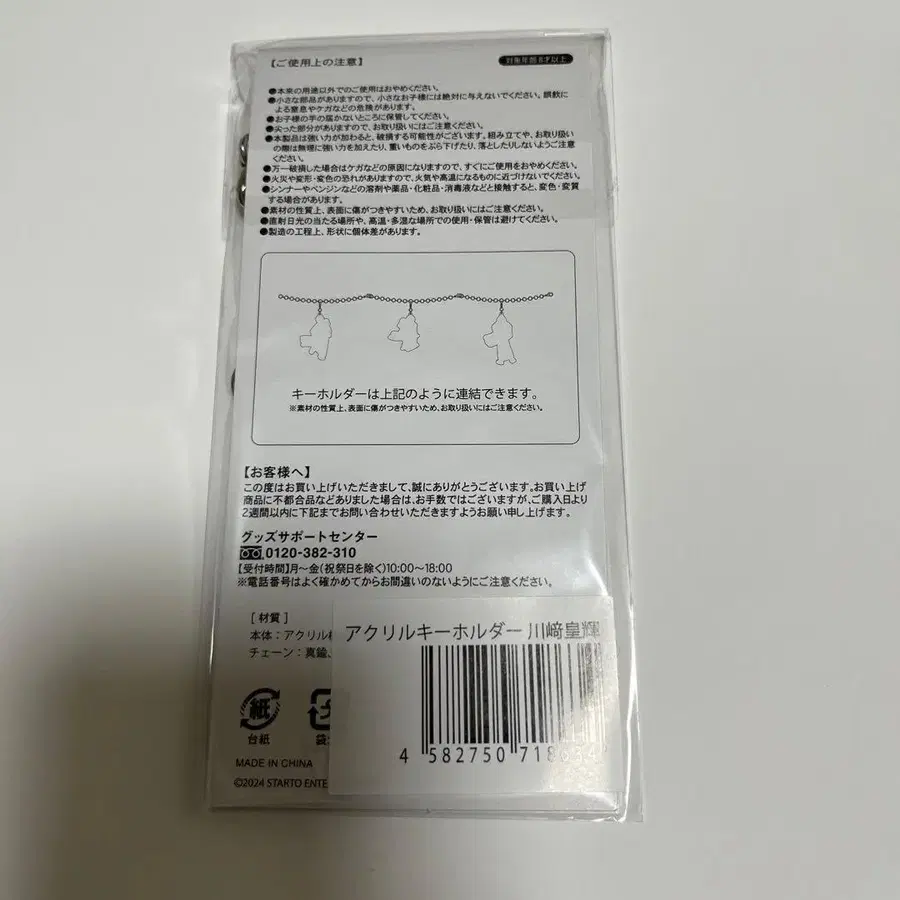 【ご使用上の注意】
対象年齢 6才以上
●本来の用途以外でのご使用はおやめください。
●小さな部品がありますので、小さなお子様には絶対に与えないでください。誤飲に
よる窒息やケガなどの危険があります。
●お子様の手の届かないところに保管してください。
●尖った部分がありますので、お取り扱いにはご注意ください。
●本製品は強い力が加わると、破損する可能性がございます。組み立てや、お取り扱い
の際は無理に強い力を加えたり、重いものをぶら下げたり、落としたりしないようご注意
ください。
●万一破損した場合はケガなどの原因になりますので、すぐにご使用をおやめください。
●火災や変形・変色の恐れがありますので、火気や高温になるものに近づけないでください。
●シンナーやベンジンなどの溶剤や薬品・化粧品・消毒液などと接触すると、変色・変質
する場合があります。
●素材の性質上、表面に傷がつきやすいため、お取り扱いにはご注意ください。
●直射日光の当たる場所や、高温・多湿な場所での使用・保管は避けてください。
●製造の工程上、形状に個体差があります。
キーホルダーは上記のように連結できます。
※素材の性質上、表面に傷がつきやすいため、お取り扱いにはご注意ください。
【お客様へ】
この度はお買い上げいただきまして、誠にありがとうございます。お買い上げ
商品に不都合品などありました場合は、お手数ではございますが、ご購入日より
2週間以内に下記までお問い合わせいただきますようお願い申し上げます。
グッズサポートセンター
0120-382-310
【受付時間】月〜金(祝祭日を除く)10:00〜18:00
※電話番号はよく確かめてからお間違いのないようにご注意ください。
[材質]
本体:アクリル
チェーン:真鍮
アクリルキーホルダー 川﨑皇輝
4 582750 718
紙
台紙
袋
MADE IN CHINA
©2024 STARTO ENTE